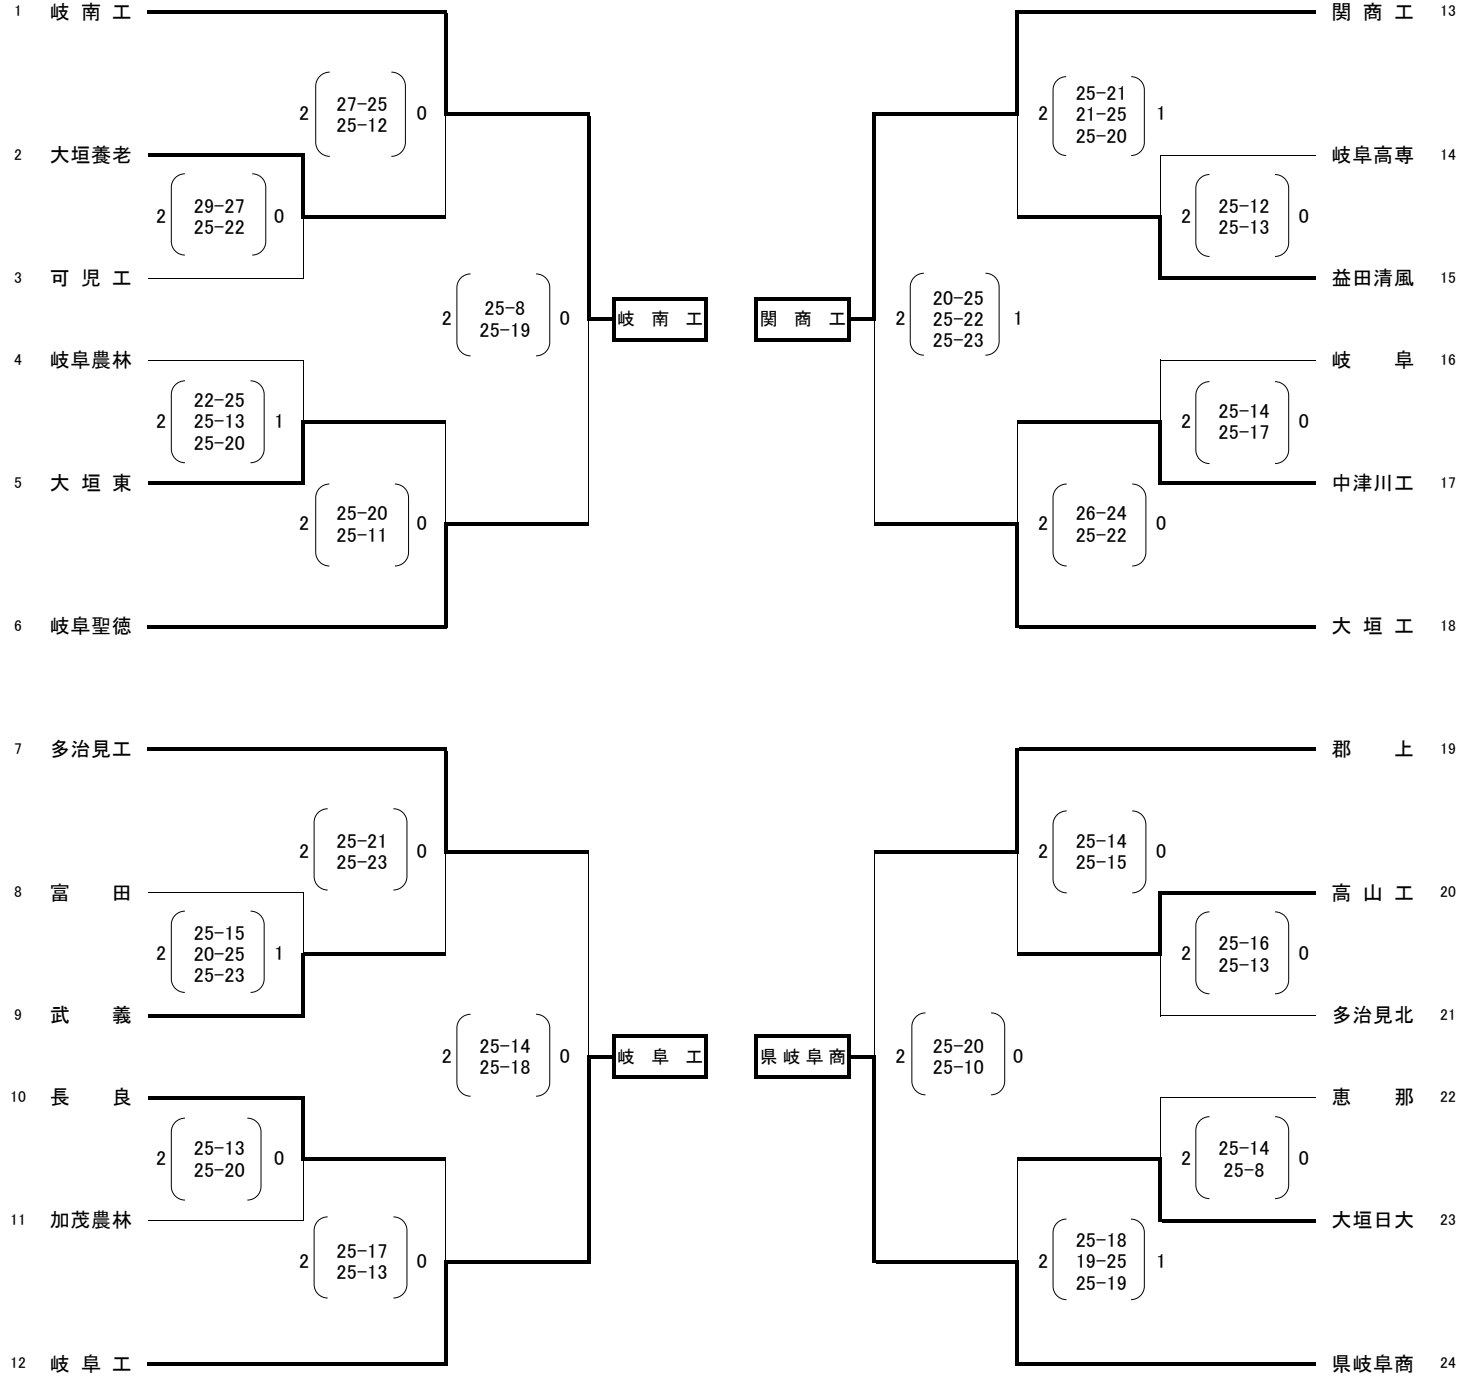 1 岐南工
2 27-25 0
25-12
2 大垣養老
2 29-27 0
25-22
3 可児工
2 25-8 0
25-19
岐南工
4 岐阜農林
2 22-25 1
25-13
25-20
5 大垣東
2 25-20 0
25-11
6 岐阜聖徳
関商工 13
2 25-21 1
21-25
25-20
岐阜高専 14
2 25-12 0
25-13
益田清風 15
関商工
2 20-25 1
25-22
25-23
岐阜 16
2 25-14 0
25-17
中津川工 17
2 26-24 0
25-22
大垣工 18
7 多治見工
2 25-21 0
25-23
8 富田
2 25-15 1
20-25
25-23
9 武義
2 25-14 0
25-18
岐阜工
10 長良
2 25-13 0
25-20
11 加茂農林
2 25-17 0
25-13
12 岐阜工
郡上 19
2 25-14 0
25-15
高山工 20
2 25-16 0
25-13
多治見北 21
県岐阜商
2 25-20 0
25-10
恵那 22
2 25-14 0
25-8
大垣日大 23
2 25-18 1
19-25
25-19
県岐阜商 24